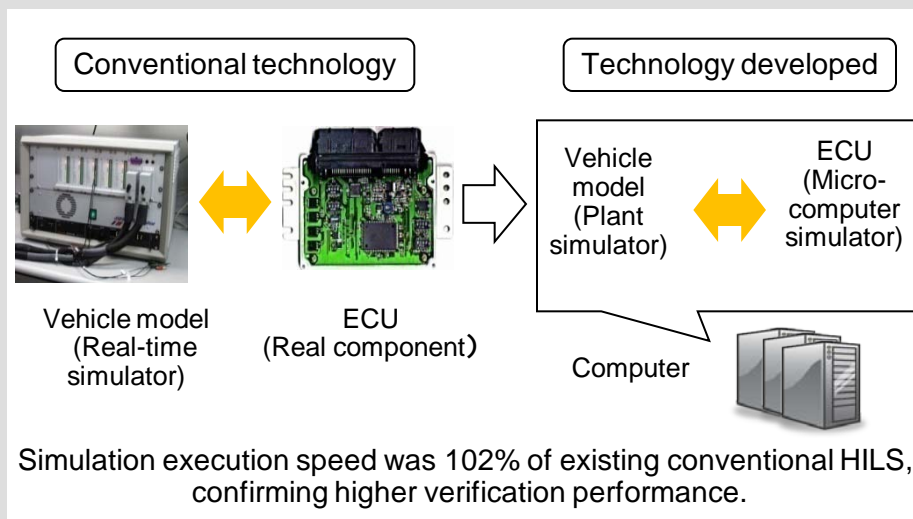 Conventional technology
Technology developed
Vehicle model
(Real-time
simulator)
ECU
(Real component）
Vehicle
model
(Plant
simulator)
ECU
(Micro-
computer
simulator)
Computer
Simulation execution speed was 102% of existing conventional HILS,
confirming higher verification performance.